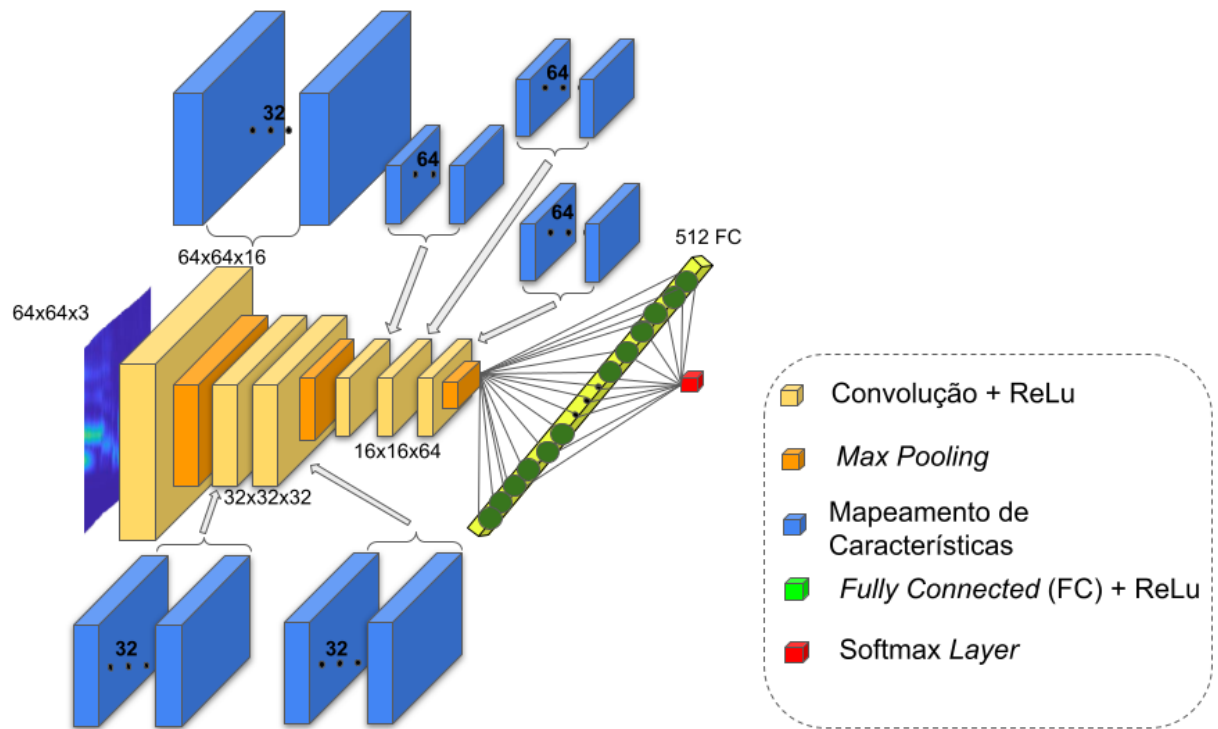 64
32
64
64
512 FC
64x64x16
64x64x3
16x16x64
32x32x32
32
32
Convolução + ReLu
Max Pooling
Mapeamento de
Características
Fully Connected (FC) + ReLu
Softmax Layer